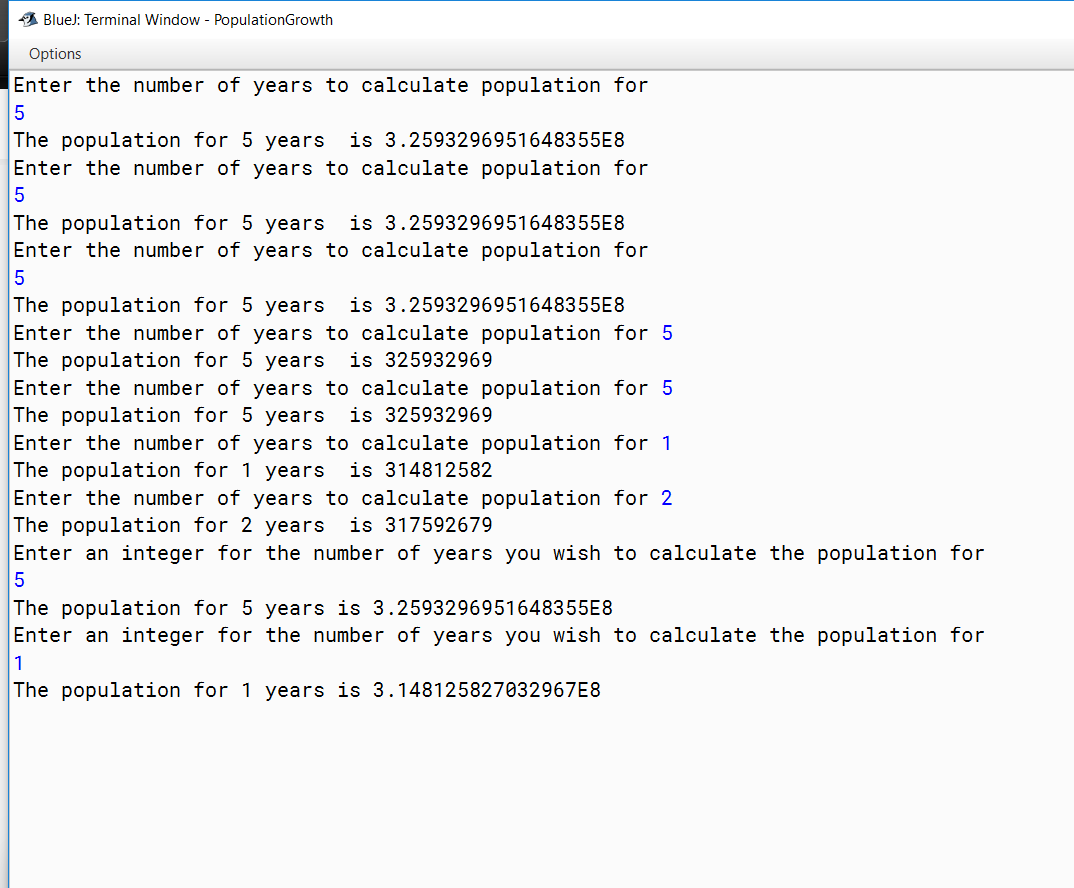 BlueJ: Terminal Window - PopulationGrowth
Options
Enter the number of years to calculate population for
5
The population for 5 years  is 3.2593296951648355E8
Enter the number of years to calculate population for
5
The population for 5 years  is 3.2593296951648355E8
Enter the number of years to calculate population for
5
The population for 5 years  is 3.2593296951648355E8
Enter the number of years to calculate population for 5
The population for 5 years  is 325932969
Enter the number of years to calculate population for 5
The population for 5 years  is 325932969
Enter the number of years to calculate population for 1
The population for 1 years  is 314812582
Enter the number of years to calculate population for 2
The population for 2 years  is 317592679
Enter an integer for the number of years you wish to calculate the population for
5
The population for 5 years is 3.2593296951648355E8
Enter an integer for the number of years you wish to calculate the population for
1
The population for 1 years is 3.148125827032967E8